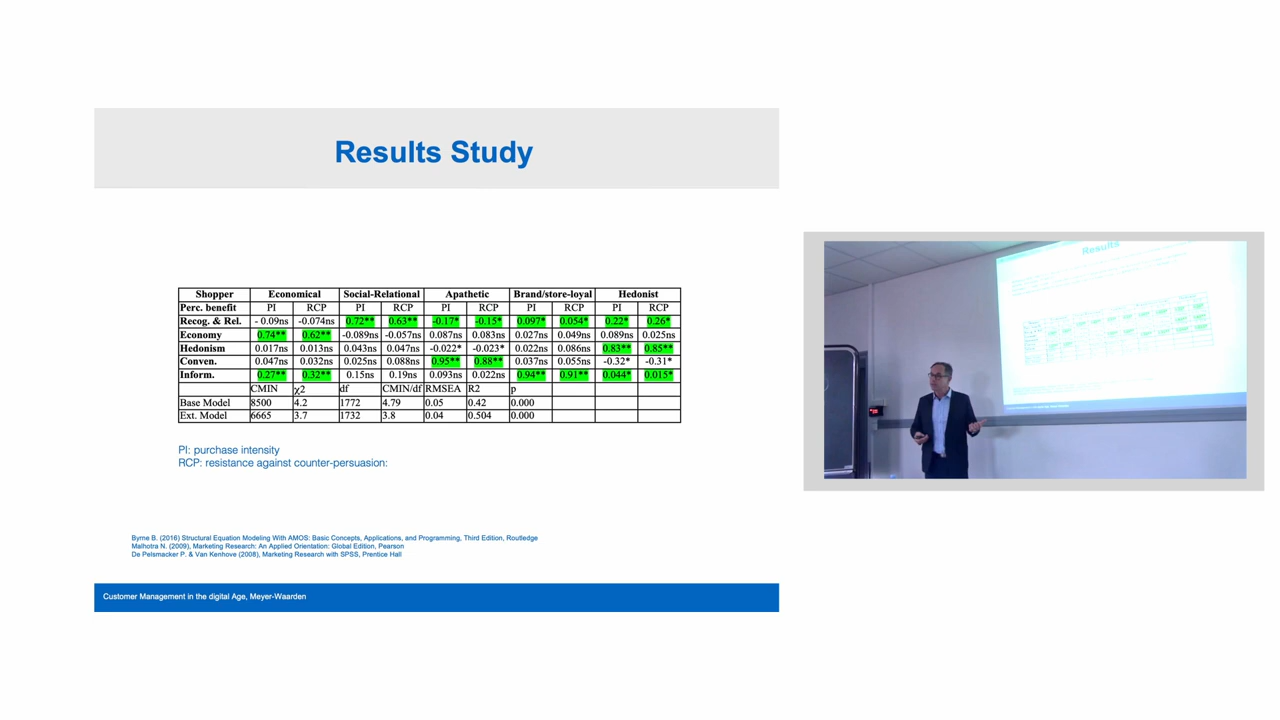 Results Study
Shopper Economical Social-Relational Apathetic Brand/store-loyal Hedonist
Perc. benefit PI RCP PI RCP PI RCP PI RCP PI RCP
Recog. & Rel. - 0.09ns -0.074ns 0.72** 0.63** -0.17* -0.15* 0.097* 0.054* 0.22* 0.26*
Economy 0.74** 0.62** -0.089ns -0.057ns 0.087ns 0.083ns 0.027ns 0.049ns 0.089ns 0.025ns
Hedonism 0.017ns 0.013ns 0.043ns 0.047ns -0.022* -0.023* 0.022ns 0.086ns 0.83** 0.85**
Conven. 0.047ns 0.032ns 0.025ns 0.088ns 0.95** 0.88** 0.037ns 0.055ns -0.32* -0.31*
Inform. 0.27** 0.32** 0.15ns 0.19ns 0.093ns 0.022ns 0.94** 0.91** 0.044* 0.015*
CMIN χ2 df CMIN/df RMSEA R2 p
Base Model 8500 4.2 1772 4.79 0.05 0.42 0.000
Ext. Model 6665 3.7 1732 3.8 0.04 0.504 0.000
PI: purchase intensity
RCP: resistance against counter-persuasion:
Byrne B. (2016) Structural Equation Modeling With AMOS: Basic Concepts, Applications, and Programming, Third Edition, Routledge
Malhotra N. (2009), Marketing Research: An Applied Orientation: Global Edition, Pearson
De Pelsmacker P. & Van Kenhove (2008), Marketing Research with SPSS, Prentice Hall
Customer Management in the digital Age, Meyer-Waarden
Results